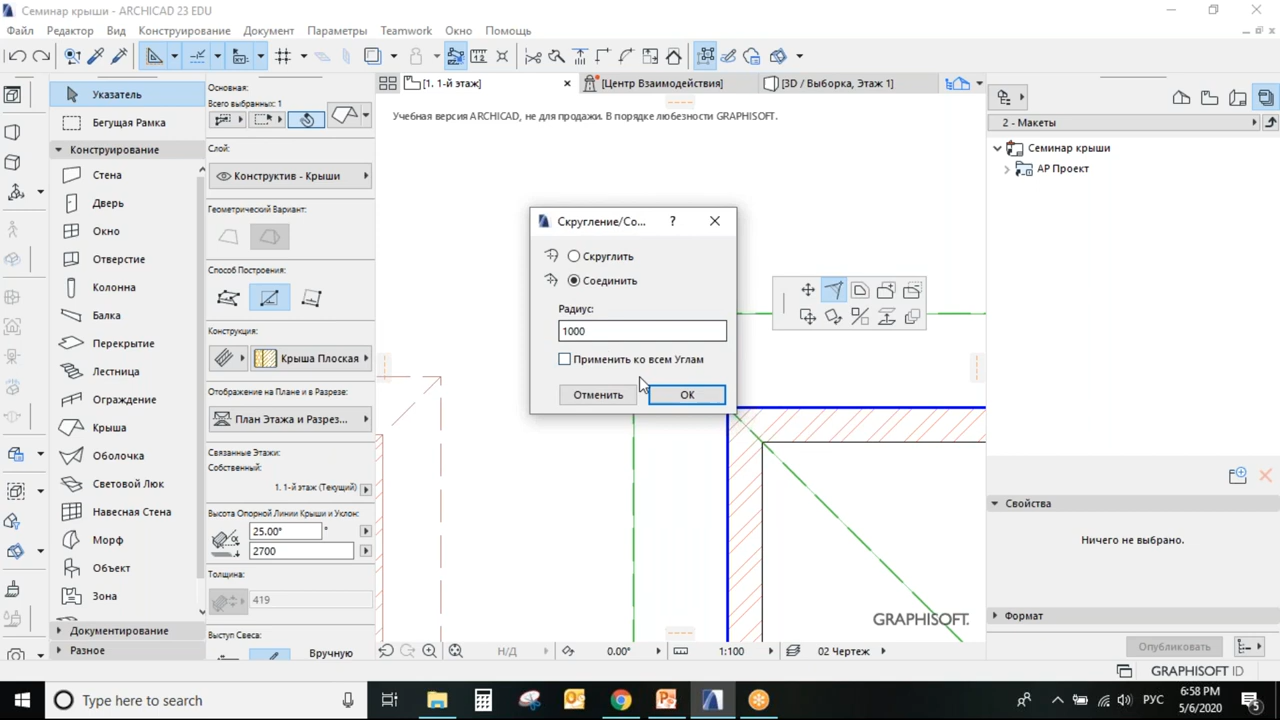 Семинар крыши - ARCHICAD 23 EDU
Файл Редактор Вид Конструирование Документ Параметры Teamwork Окно Помощь
Указатель
Бегущая Рамка
Конструирование
Стена
Дверь
Окно
Отверстие
Колонна
Балка
Перекрытие
Лестница
Ограждение
Крыша
Оболочка
Световой Люк
Навесная Стена
Морф
Объект
Зона
Документирование
Разное
Основная:
Всего выбранных: 1
Слой:
Конструктив - Крыши
Геометрический Вариант:
Способ Построения:
Конструкция:
Крыша Плоская
Отображение на Плане и в Разрезе:
План Этажа и Разрез...
Связанные Этажи:
Собственный:
1. 1-й этаж (Текущий)
Высота Опорной Линии Крыши и Уклон:
25.00° °
2700
Толщина:
419
Выступ Свеса:
Вручную
[1. 1-й этаж]
[Центр Взаимодействия]
[3D / Выборка, Этаж 1]
Учебная версия ARCHICAD, не для продажи. В порядке любезности GRAPHISOFT.
Скругление/Со...
?
Скруглить
Соединить
Радиус:
1000
Применить ко всем Углам
Отменить
OK
GRAPHISOFT.
Н/Д
0.00°
1:100
02 Чертеж
2 - Макеты
Семинар крыши
АР Проект
Свойства
Ничего не выбрано.
Формат
Опубликовать
GRAPHISOFT ID
Type here to search
РУС
6:58 PM
5/6/2020
5